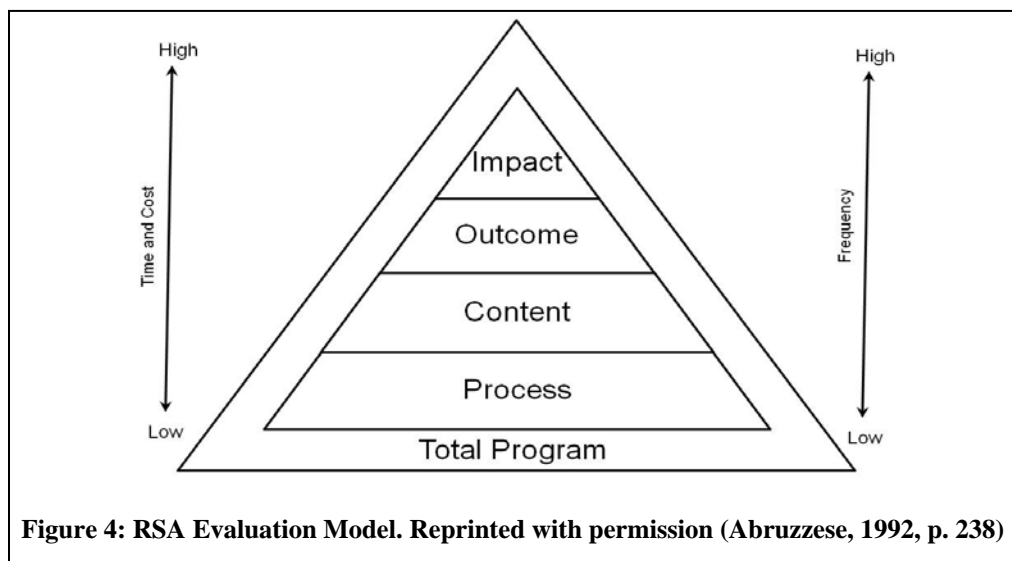 High
High
Impact
Time and Cost
Outcome
Frequency
Content
Process
Low
Low
Total Program
Figure 4: RSA Evaluation Model. Reprinted with permission (Abruzzese, 1992, p. 238)